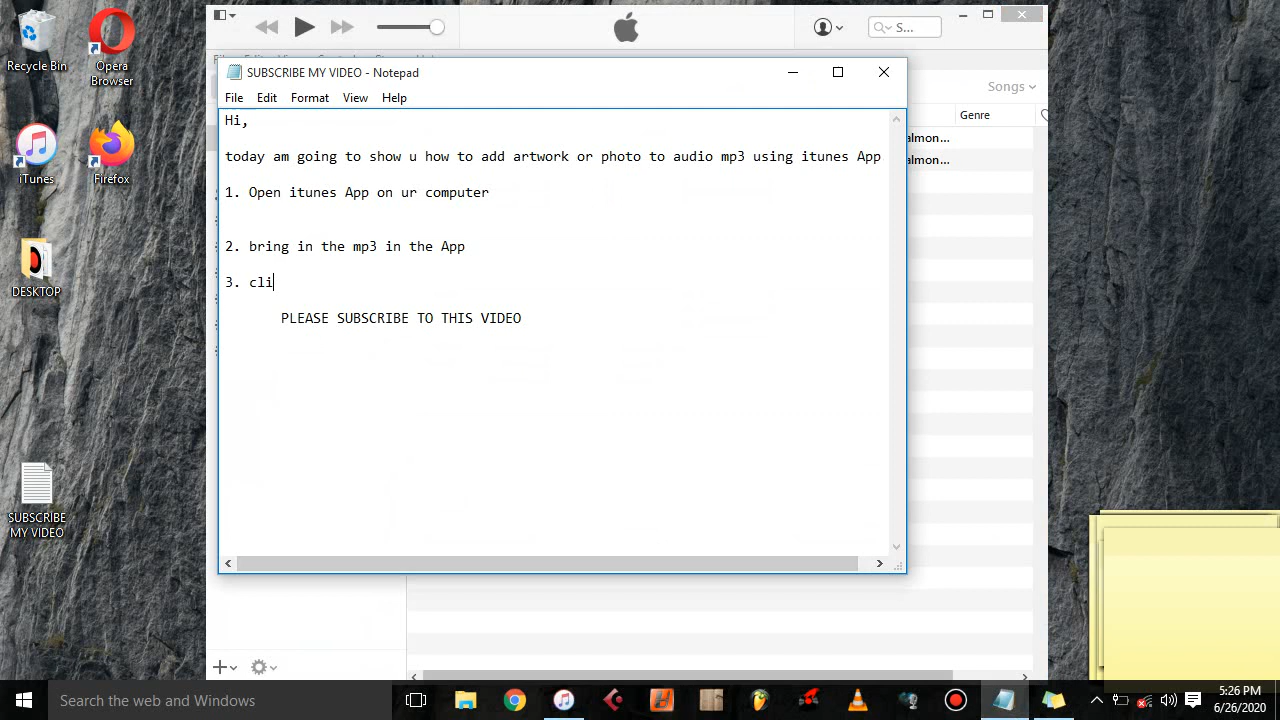 Recycle Bin
Opera
Browser
iTunes
Firefox
DESKTOP
SUBSCRIBE
MY VIDEO
S...
SUBSCRIBE MY VIDEO - Notepad
File Edit Format View Help
Hi,
today am going to show u how to add artwork or photo to audio mp3 using itunes App
1. Open itunes App on ur computer
2. bring in the mp3 in the App
3. cli
PLEASE SUBSCRIBE TO THIS VIDEO
Songs
Genre
almon...
almon...
Search the web and Windows
5:26 PM
6/26/2020